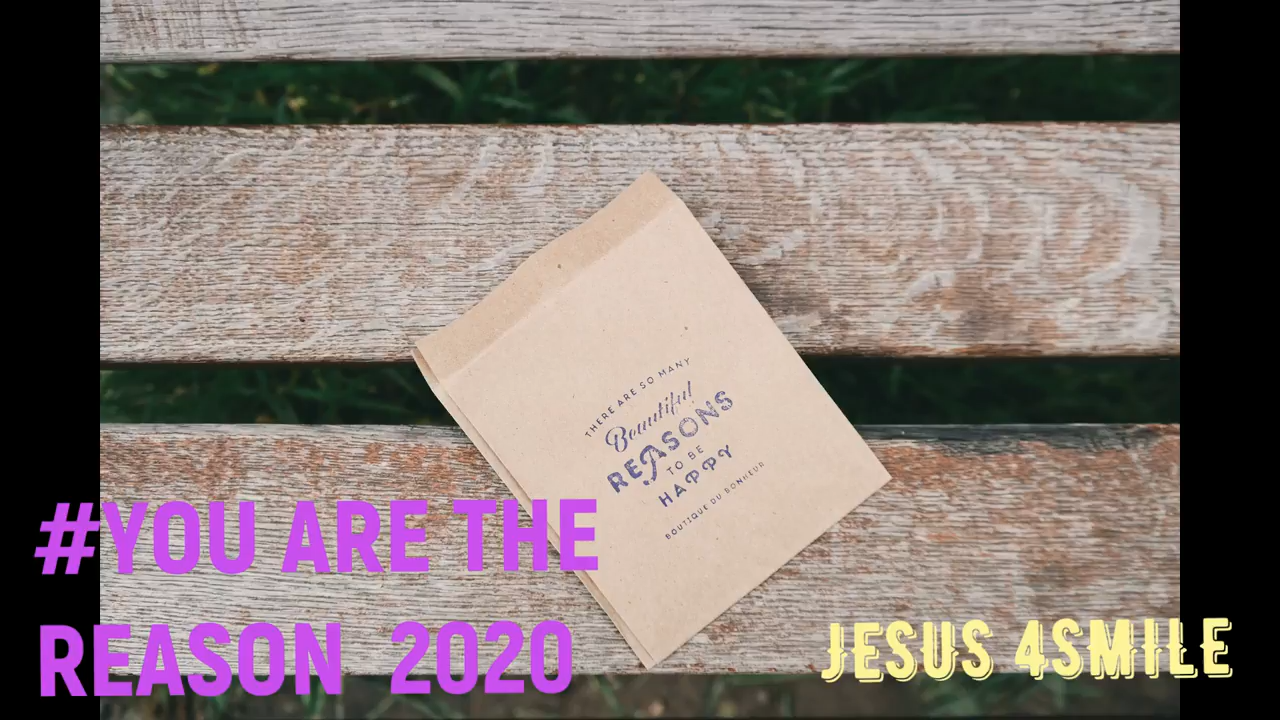 THERE ARE SO MANY
Beautiful
REASONS
TO BE
HAPPY
BOUTIQUE DU BONHEUR
#YOU ARE THE
REASON 2020
JESUS 4SMILE